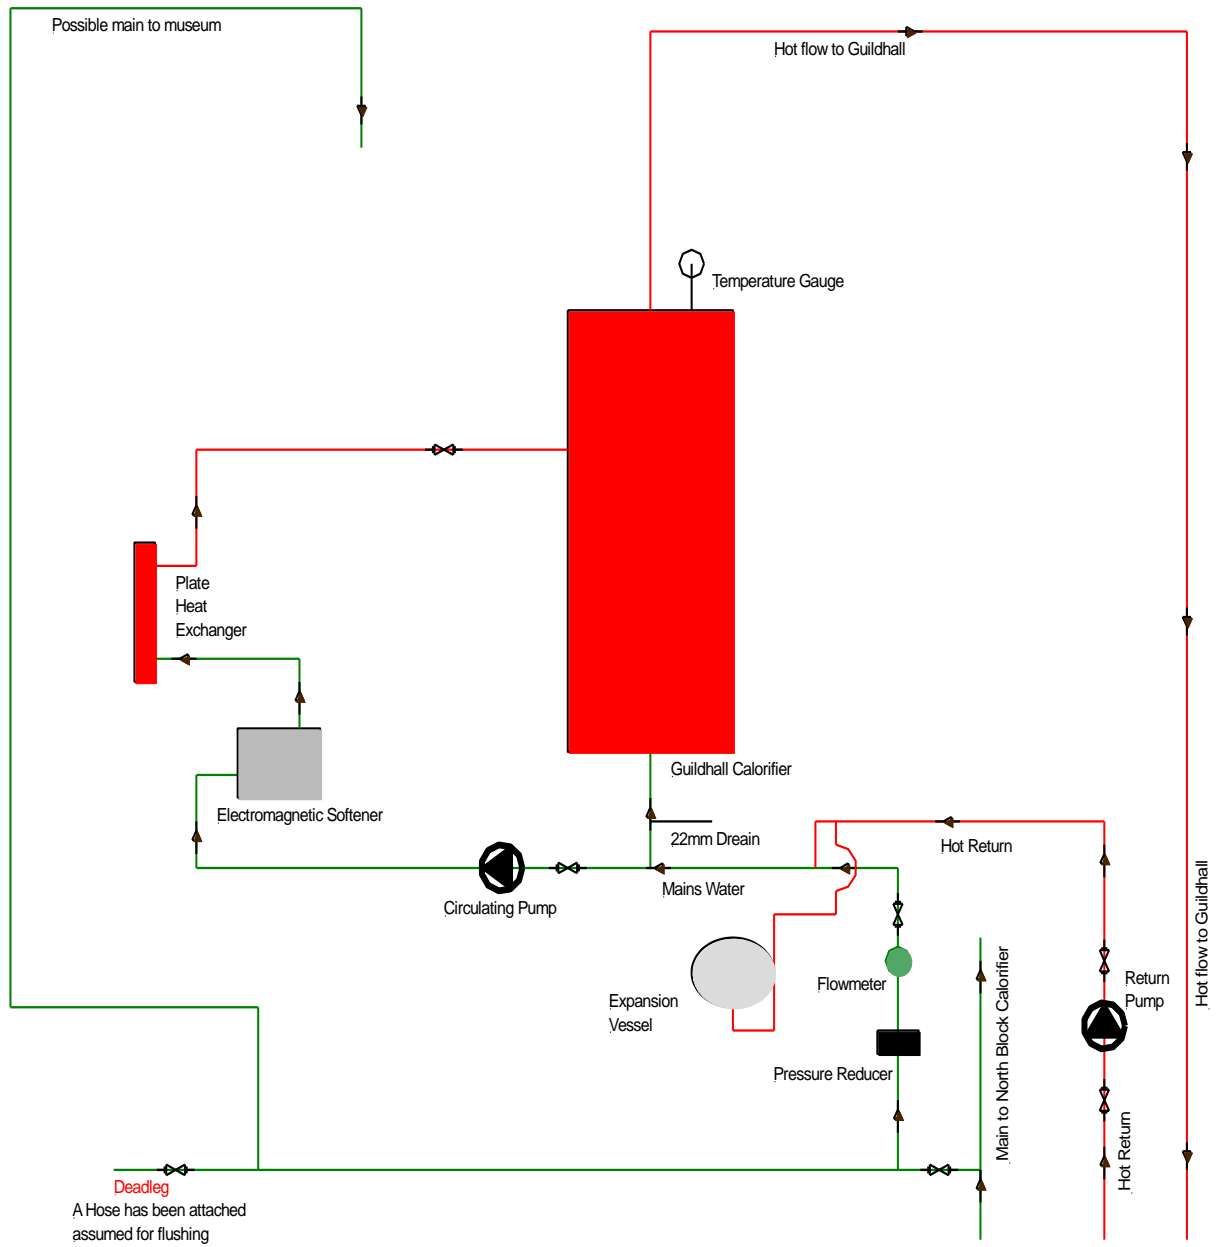 Possible main to museum
Hot flow to Guildhall
Temperature Gauge
Plate
Heat
Exchanger
Guildhall Calorifier
Electromagnetic Softener
22mm Dreain
Hot Return
Mains Water
Circulating Pump
Hot flow to Guildhall
Main to North Block Calorifier
Flowmeter
Return
Pump
Expansion
Vessel
Pressure Reducer
Hot Return
Deadleg
A Hose has been attached
assumed for flushing